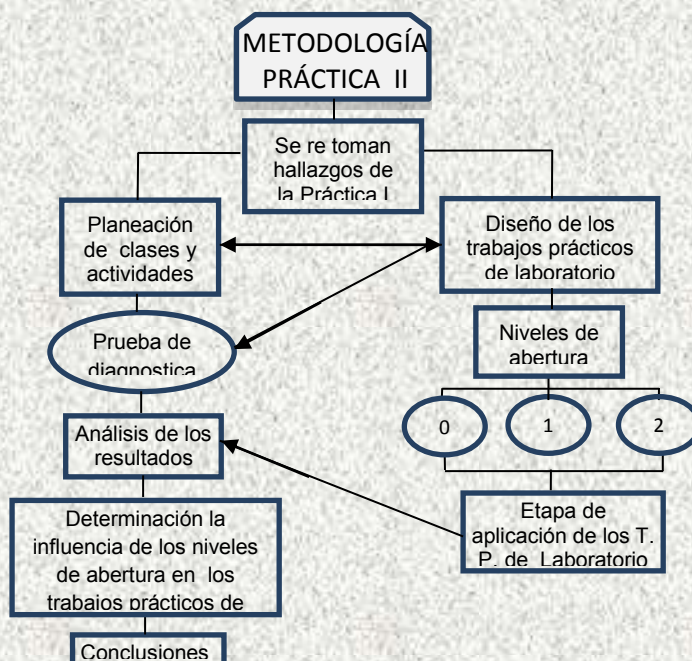 METODOLOGÍA
PRÁCTICA II
Se re toman
hallazgos de
la Práctica I
Planeación
de clases y
actividades
Diseño de los
trabajos prácticos
de laboratorio
Prueba de
diagnostica
Niveles de
abertura
0 1 2
Análisis de los
resultados
Etapa de
aplicación de los T.
P. de Laboratorio
Determinación la
influencia de los niveles
de abertura en los
trabajos prácticos de
Conclusiones